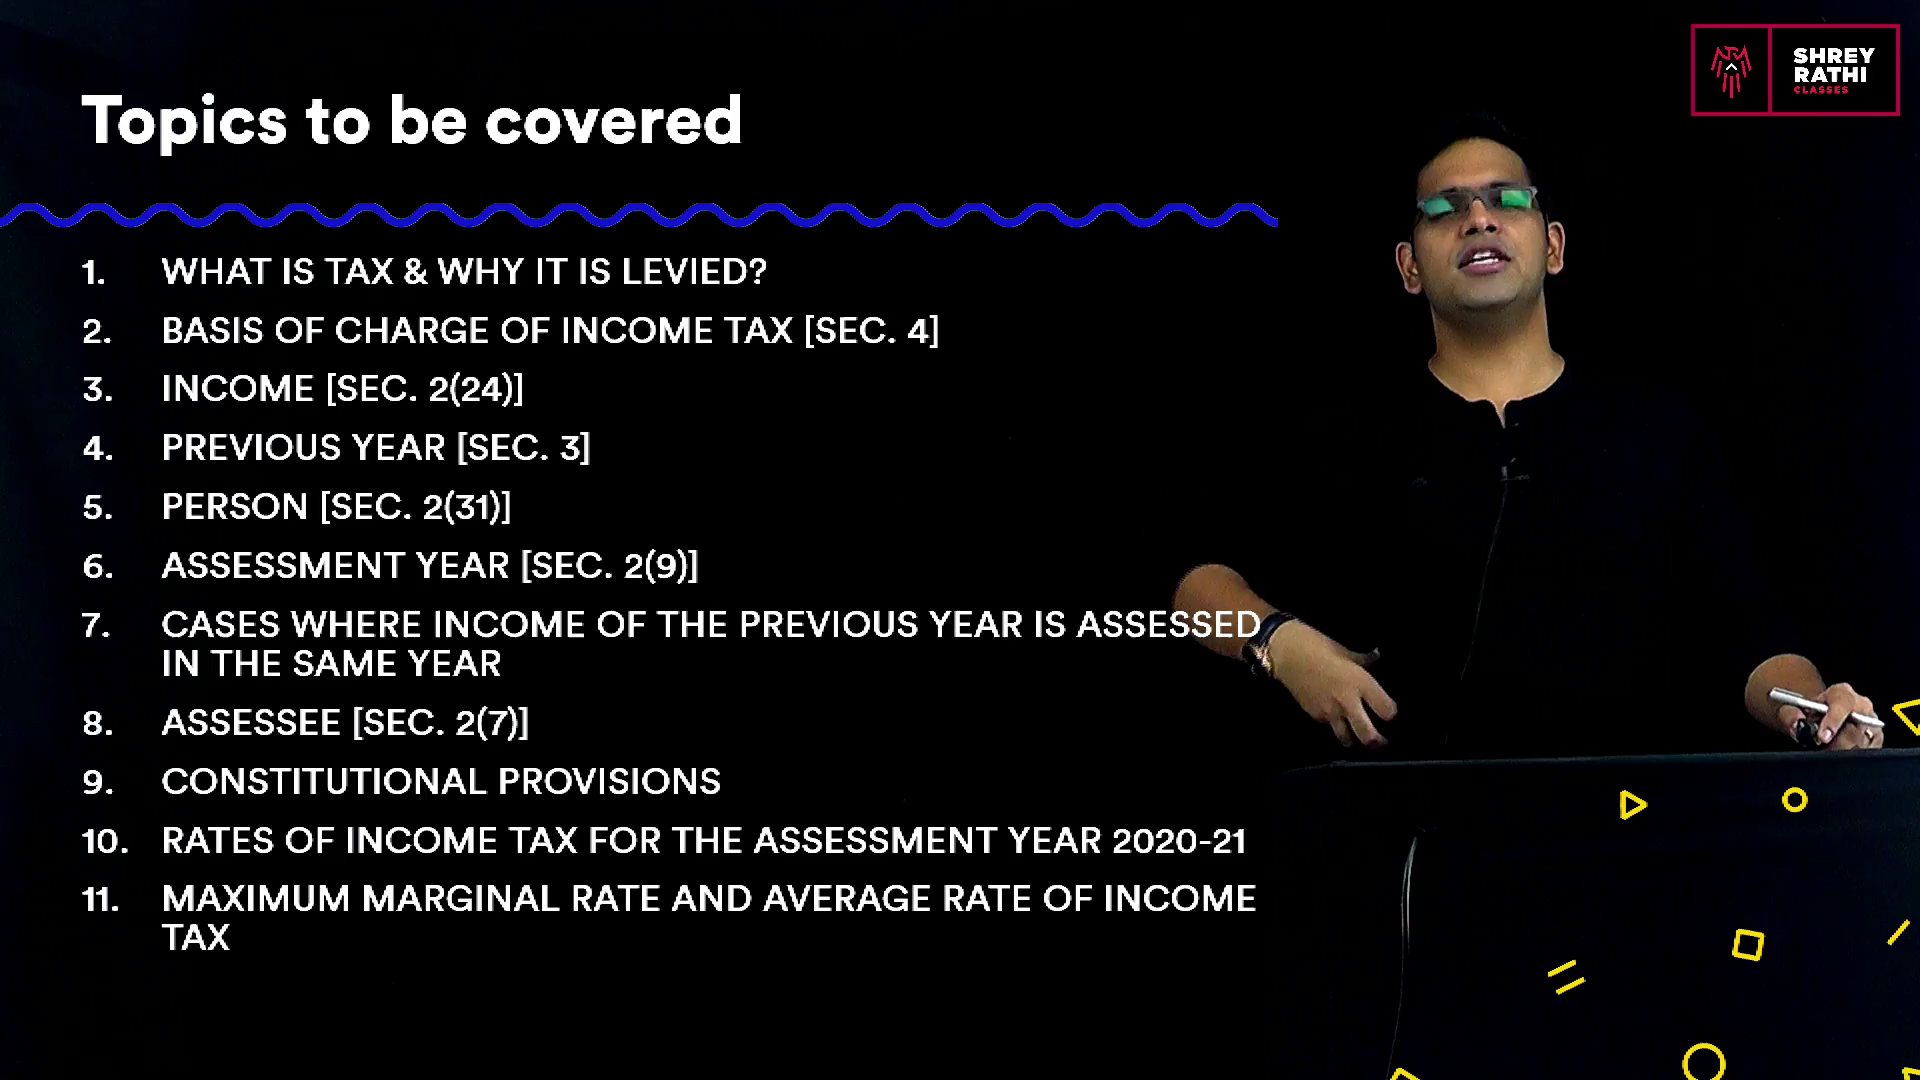 SHREY
RATHI
CLASSES
Topics to be covered
1. WHAT IS TAX & WHY IT IS LEVIED?
2. BASIS OF CHARGE OF INCOME TAX [SEC. 4]
3. INCOME [SEC. 2(24)]
4. PREVIOUS YEAR [SEC. 3]
5. PERSON [SEC. 2(31)]
6. ASSESSMENT YEAR [SEC. 2(9)]
7. CASES WHERE INCOME OF THE PREVIOUS YEAR IS ASSESSED
IN THE SAME YEAR
8. ASSESSEE [SEC. 2(7)]
9. CONSTITUTIONAL PROVISIONS
10. RATES OF INCOME TAX FOR THE ASSESSMENT YEAR 2020-21
11. MAXIMUM MARGINAL RATE AND AVERAGE RATE OF INCOME
TAX